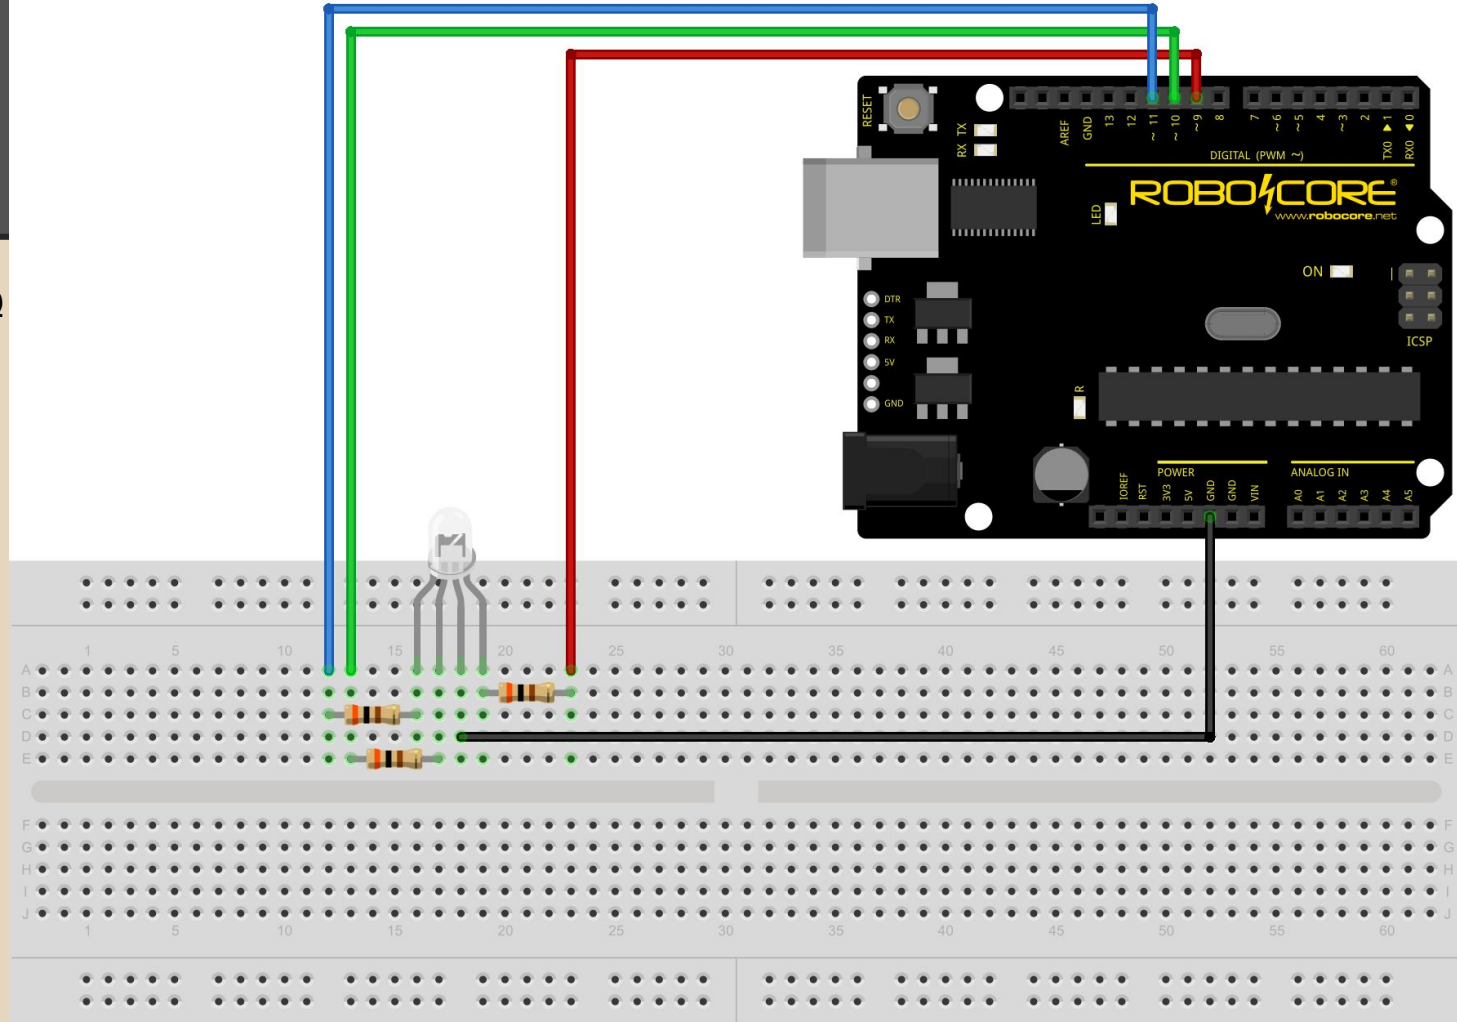 Ω
RESET
RX TX
AREF GND 13 12 ~ 11 ~ 10 ~9 8 7 ~6 ~5 4 ~3 2 TX0 ▶ 1 RX0 ◀ 0
DIGITAL (PWM ~)
ROBOCORE®
www.robocore.net
LED
ON
DTR
TX
RX
5V
GND
ICSP
R
POWER ANALOG IN
IOREF RST 3V3 5V GND GND VIN A0 A1 A2 A3 A4 A5
1 5 10 15 20 25 30 35 40 45 50 55 60
A A
B B
C C
D D
E E
F F
G G
H H
I I
J J
1 5 10 15 20 25 30 35 40 45 50 55 60